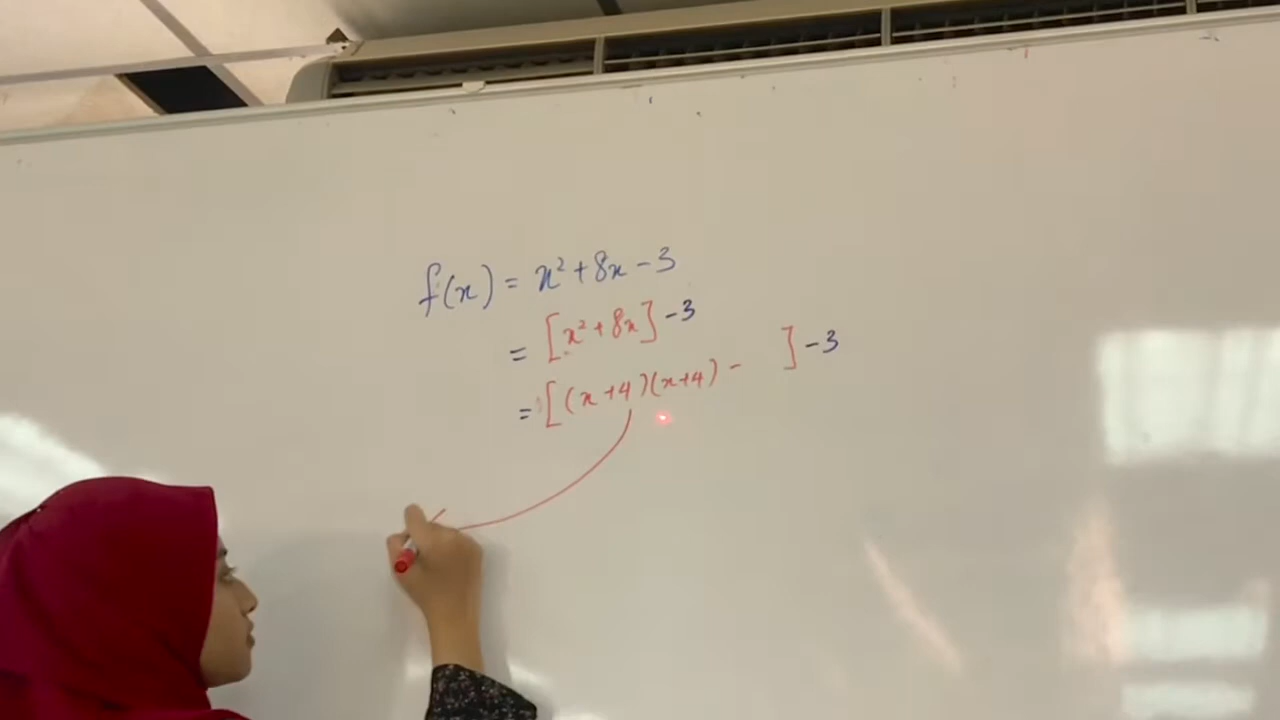 f(x) = x² + 8x - 3
= [x² + 8x] - 3
= [(x + 4)(x + 4) - ] - 3